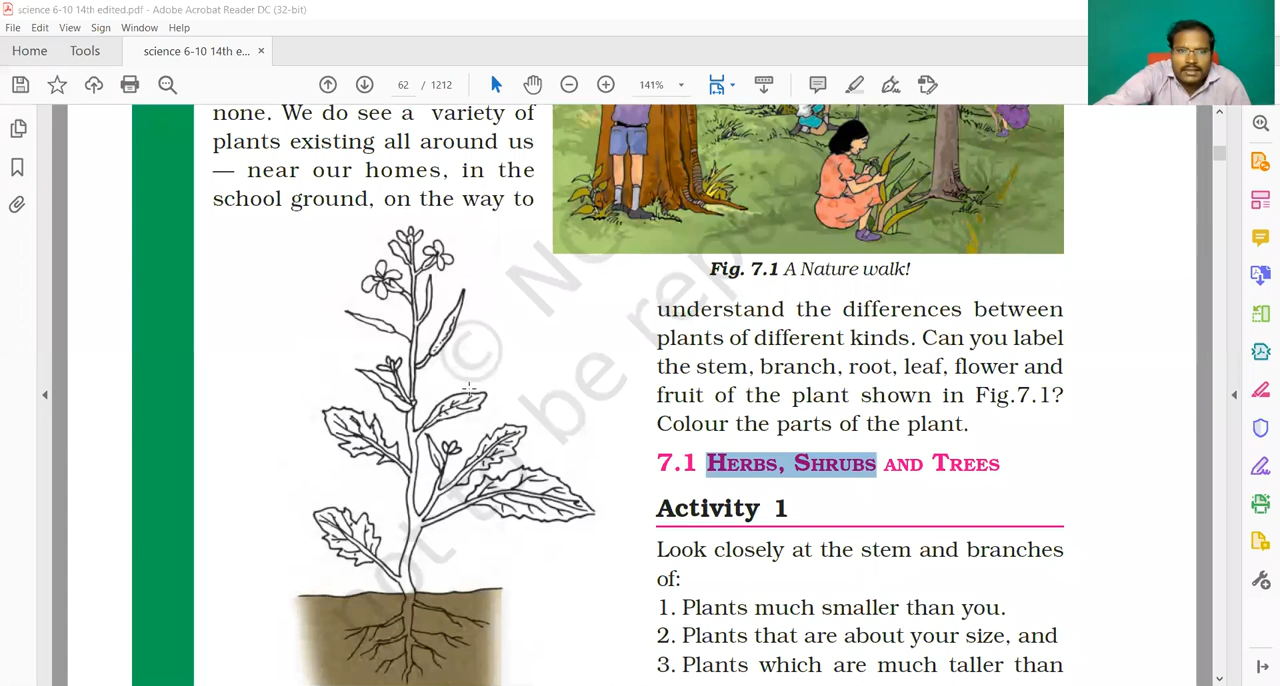 science 6-10 14th edited.pdf - Adobe Acrobat Reader DC (32-bit)
File Edit View Sign Window Help
Home Tools science 6-10 14th e... ×
62 / 1212 141%
none. We do see a variety of
plants existing all around us
— near our homes, in the
school ground, on the way to
Fig. 7.1 A Nature walk!
understand the differences between
plants of different kinds. Can you label
the stem, branch, root, leaf, flower and
fruit of the plant shown in Fig.7.1?
Colour the parts of the plant.
7.1 HERBS, SHRUBS AND TREES
Activity 1
Look closely at the stem and branches
of:
1. Plants much smaller than you.
2. Plants that are about your size, and
3. Plants which are much taller than
© NC
not to be repu